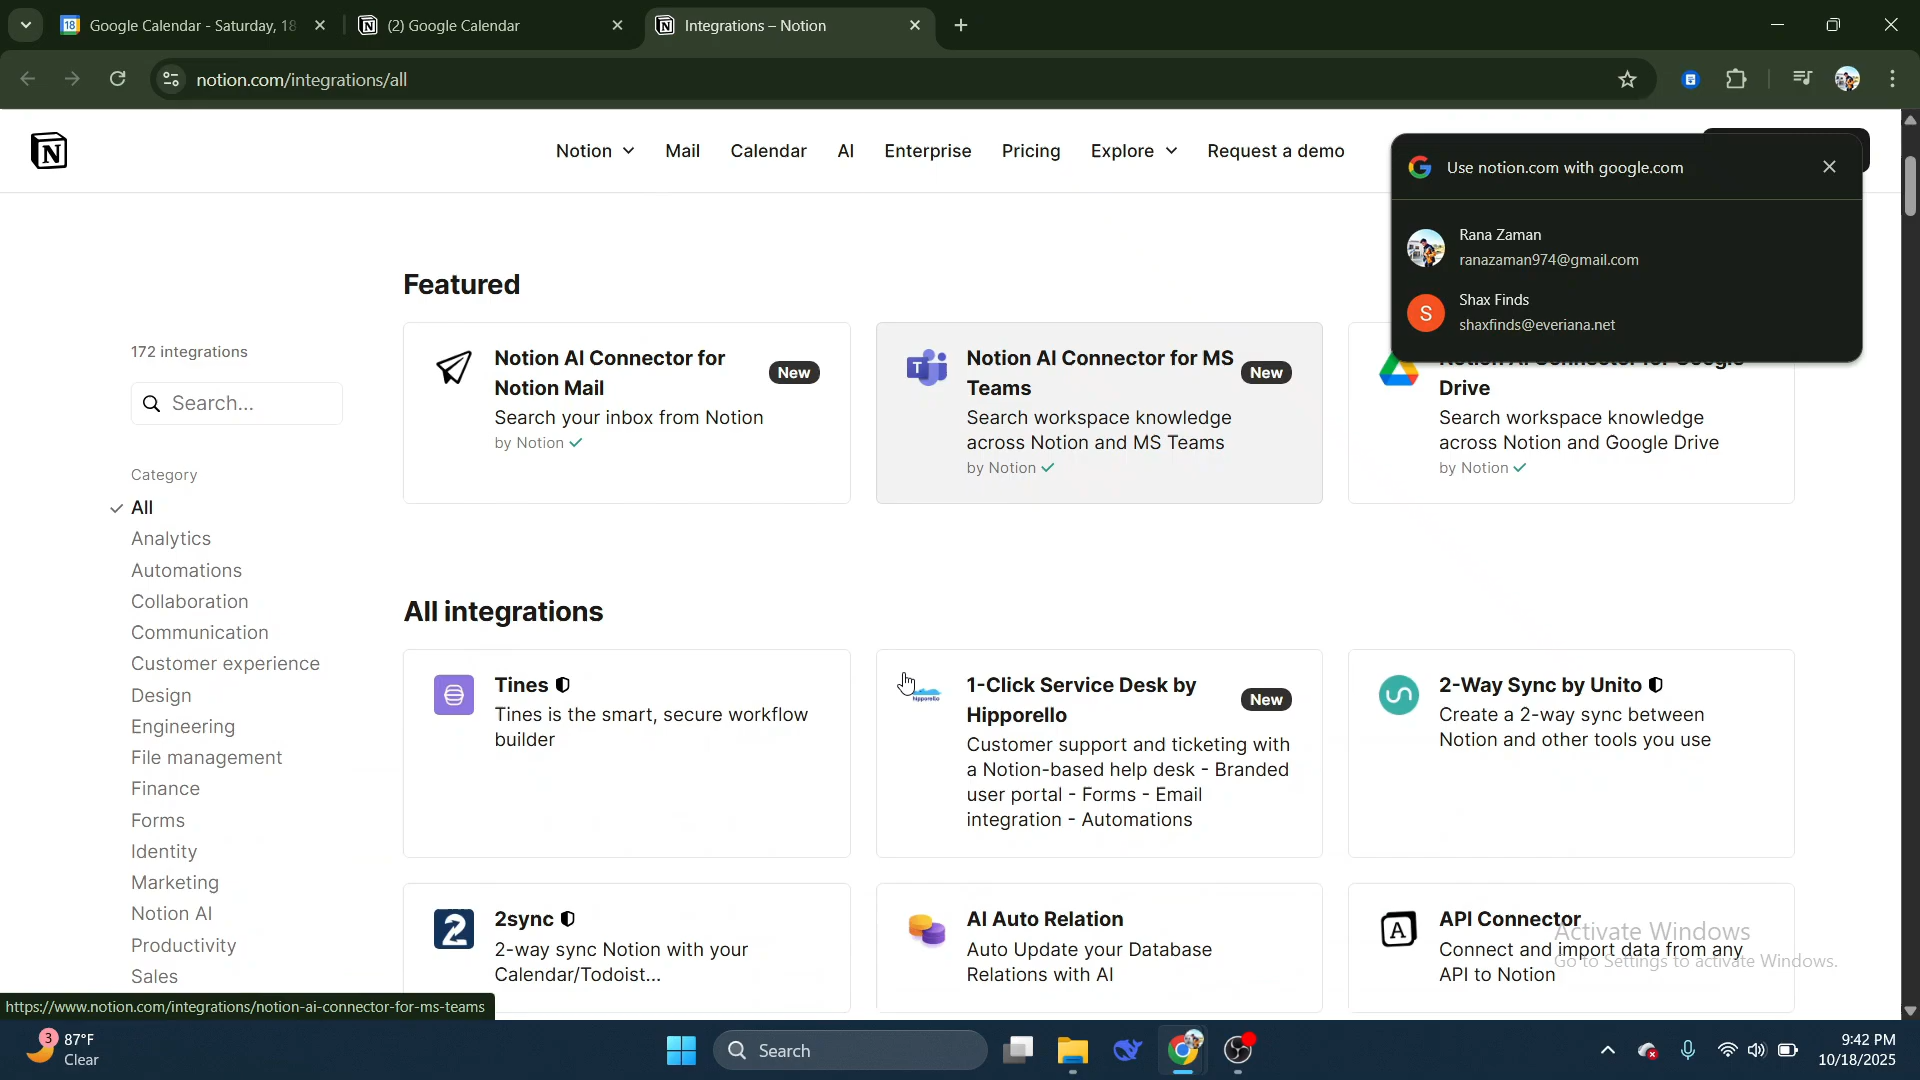 Google Calendar - Saturday, 18
(2) Google Calendar
Integrations – Notion
notion.com/integrations/all
Notion
Mail
Calendar
AI
Enterprise
Pricing
Explore
Request a demo
Use notion.com with google.com
Rana Zaman
ranazaman974@gmail.com
S
Shax Finds
shaxfinds@everiana.net
Featured
172 integrations
Search...
Category
All
Analytics
Automations
Collaboration
Communication
Customer experience
Design
Engineering
File management
Finance
Forms
Identity
Marketing
Notion AI
Productivity
Sales
Notion AI Connector for
Notion Mail
New
Search your inbox from Notion
by Notion
Notion AI Connector for MS
Teams
New
Search workspace knowledge
across Notion and MS Teams
by Notion
Notion AI Connector for Google
Drive
Search workspace knowledge
across Notion and Google Drive
by Notion
All integrations
Tines
Tines is the smart, secure workflow
builder
hipporello
1-Click Service Desk by
Hipporello
New
Customer support and ticketing with
a Notion-based help desk - Branded
user portal - Forms - Email
integration - Automations
2-Way Sync by Unito
Create a 2-way sync between
Notion and other tools you use
2
2sync
2-way sync Notion with your
Calendar/Todoist...
AI Auto Relation
Auto Update your Database
Relations with AI
A
API Connector
Connect and import data from any
API to Notion
Activate Windows
Go to Settings to activate Windows.
https://www.notion.com/integrations/notion-ai-connector-for-ms-teams
3
87°F
Clear
Search
9:42 PM
10/18/2025